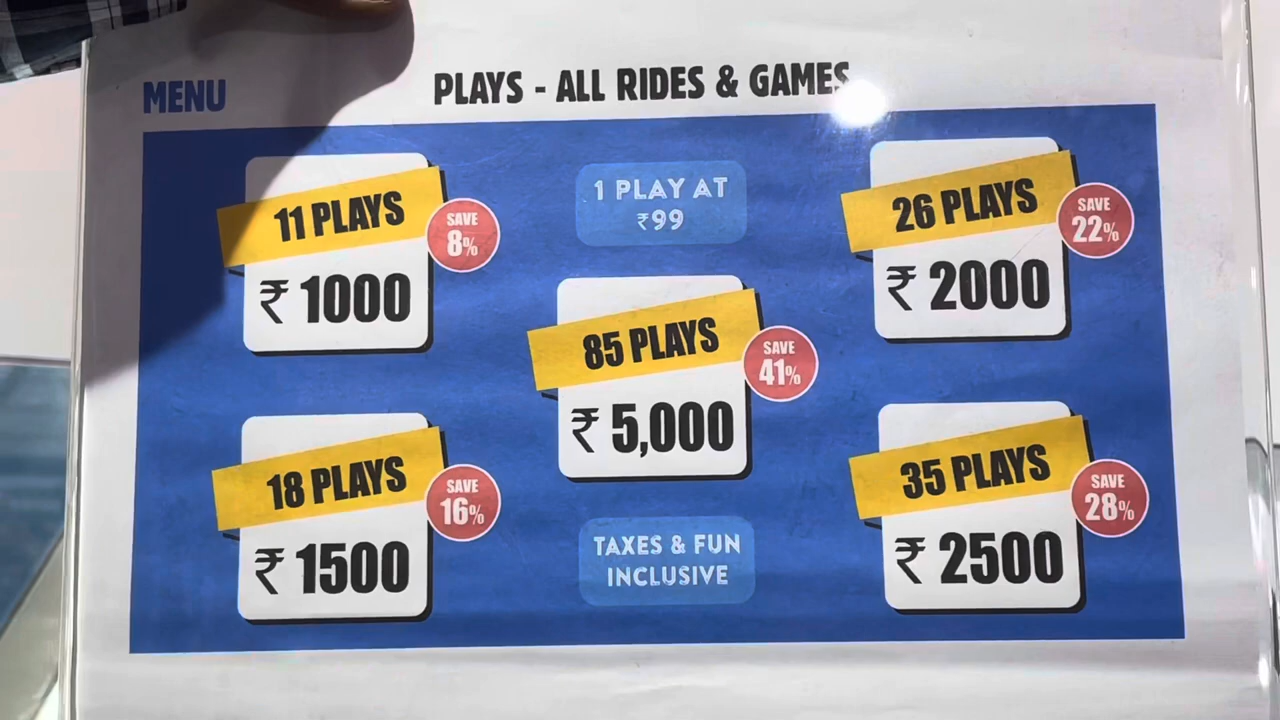 MENU
PLAYS - ALL RIDES & GAMES
11 PLAYS
SAVE
8%
₹ 1000
1 PLAY AT
₹99
26 PLAYS
SAVE
22%
₹ 2000
85 PLAYS
SAVE
41%
₹ 5,000
18 PLAYS
SAVE
16%
₹ 1500
TAXES & FUN
INCLUSIVE
35 PLAYS
SAVE
28%
₹ 2500